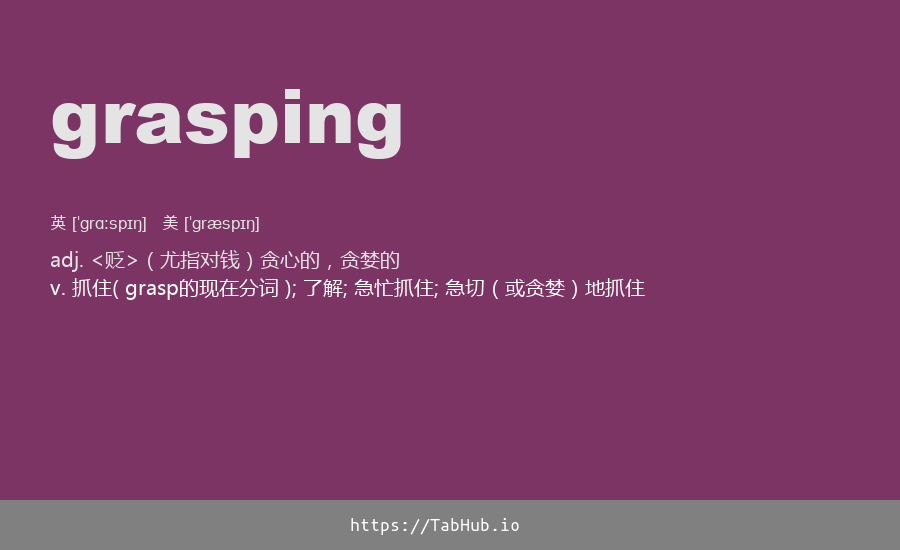 grasping
英 ['ɡrɑːspɪŋ] 美 ['ɡræspɪŋ]
adj. <贬>（尤指对钱）贪心的，贪婪的
v. 抓住( grasp的现在分词 ); 了解; 急忙抓住; 急切（或贪婪）地抓住
https://TabHub.io